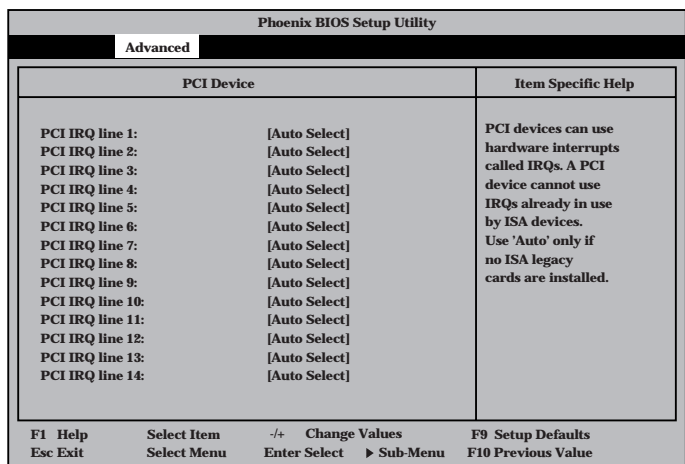 Phoenix BIOS Setup Utility
Advanced
PCI Device
Item Specific Help
PCI IRQ line 1: [Auto Select]
PCI IRQ line 2: [Auto Select]
PCI IRQ line 3: [Auto Select]
PCI IRQ line 4: [Auto Select]
PCI IRQ line 5: [Auto Select]
PCI IRQ line 6: [Auto Select]
PCI IRQ line 7: [Auto Select]
PCI IRQ line 8: [Auto Select]
PCI IRQ line 9: [Auto Select]
PCI IRQ line 10: [Auto Select]
PCI IRQ line 11: [Auto Select]
PCI IRQ line 12: [Auto Select]
PCI IRQ line 13: [Auto Select]
PCI IRQ line 14: [Auto Select]
PCI devices can use
hardware interrupts
called IRQs. A PCI
device cannot use
IRQs already in use
by ISA devices.
Use 'Auto' only if
no ISA legacy
cards are installed.
F1 Help Select Item -/+ Change Values F9 Setup Defaults
Esc Exit Select Menu Enter Select ▶ Sub-Menu F10 Previous Value